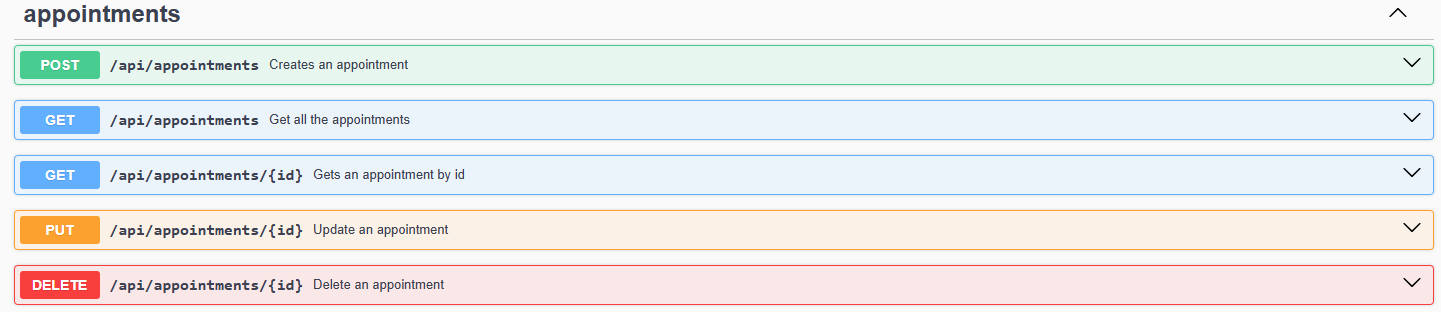 appointments
POST /api/appointments Creates an appointment
GET /api/appointments Get all the appointments
GET /api/appointments/{id} Gets an appointment by id
PUT /api/appointments/{id} Update an appointment
DELETE /api/appointments/{id} Delete an appointment